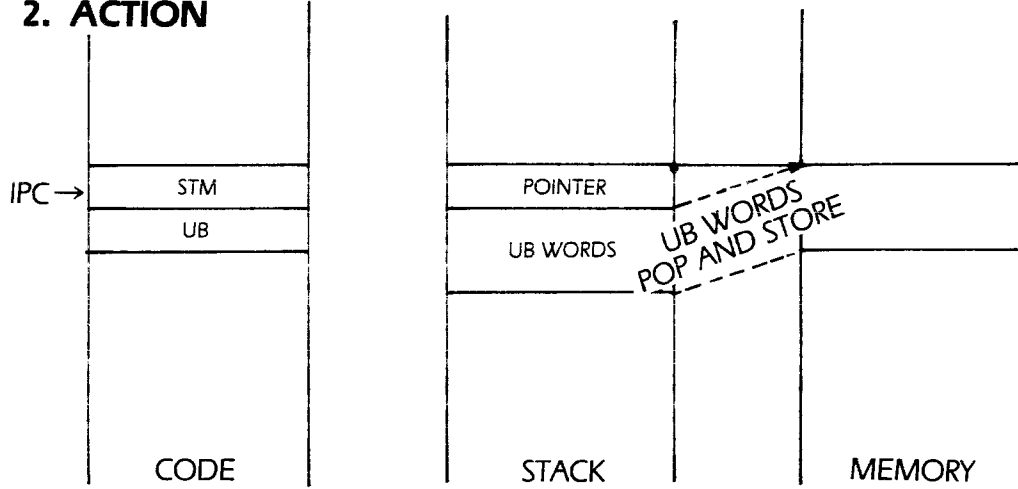 2. ACTION
IPC→
STM
UB
CODE
POINTER
UB WORDS
STACK
UB WORDS
POP AND STORE
MEMORY